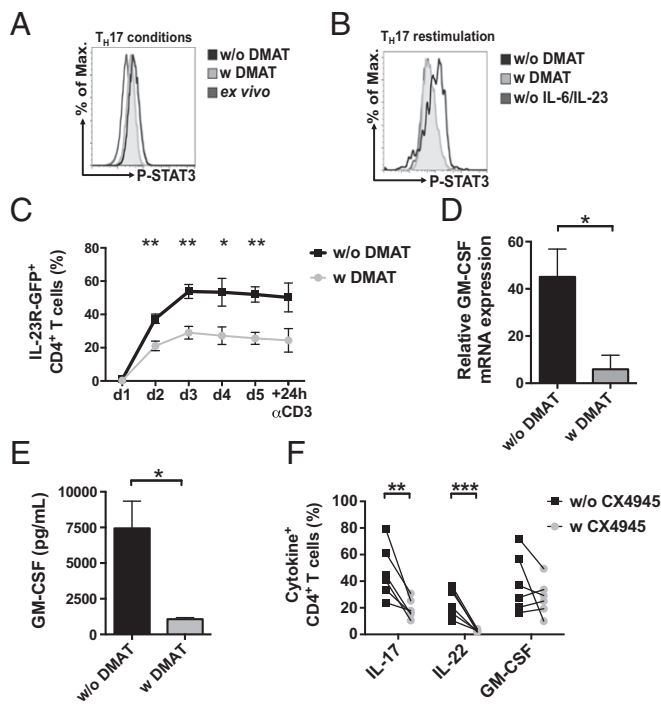 A
T_H17 conditions
% of Max.
P-STAT3
w/o DMAT
w DMAT
ex vivo
B
T_H17 restimulation
% of Max.
P-STAT3
w/o DMAT
w DMAT
w/o IL-6/IL-23
C
IL-23R-GFP⁺
CD4⁺ T cells (%)
80
60
40
20
0
** ** * **
w/o DMAT
w DMAT
d1 d2 d3 d4 d5 +24h
αCD3
D
Relative GM-CSF
mRNA expression
60
40
20
0
*
w/o DMAT
w DMAT
E
GM-CSF (pg/mL)
10000
7500
5000
2500
0
*
w/o DMAT
w DMAT
F
Cytokine⁺
CD4⁺ T cells (%)
100
80
60
40
20
0
** ***
w/o CX4945
w CX4945
IL-17
IL-22
GM-CSF